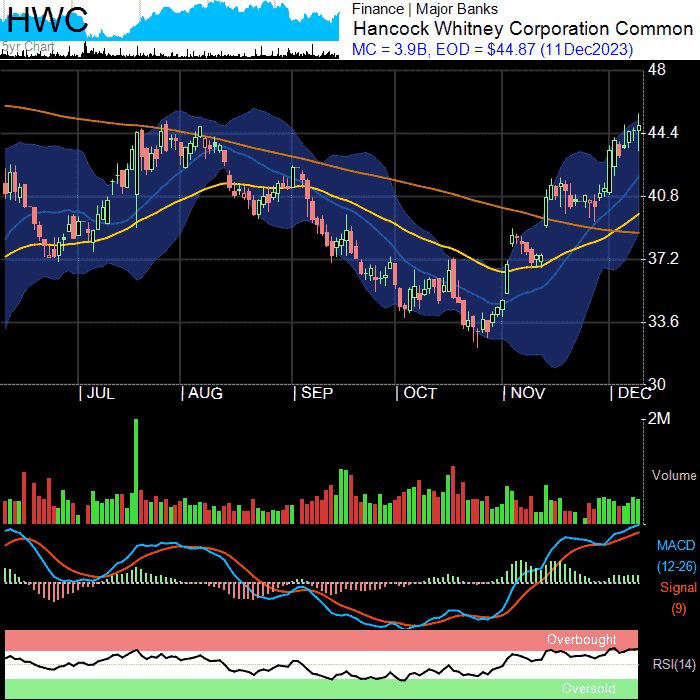 HWC
5yr Chart
Finance | Major Banks
Hancock Whitney Corporation Common
MC = 3.9B, EOD = $44.87 (11Dec2023)
48
44.4
40.8
37.2
33.6
30
| JUL | AUG | SEP | OCT | NOV | DEC
2M
Volume
MACD
(12-26)
Signal
(9)
Overbought
RSI(14)
Oversold